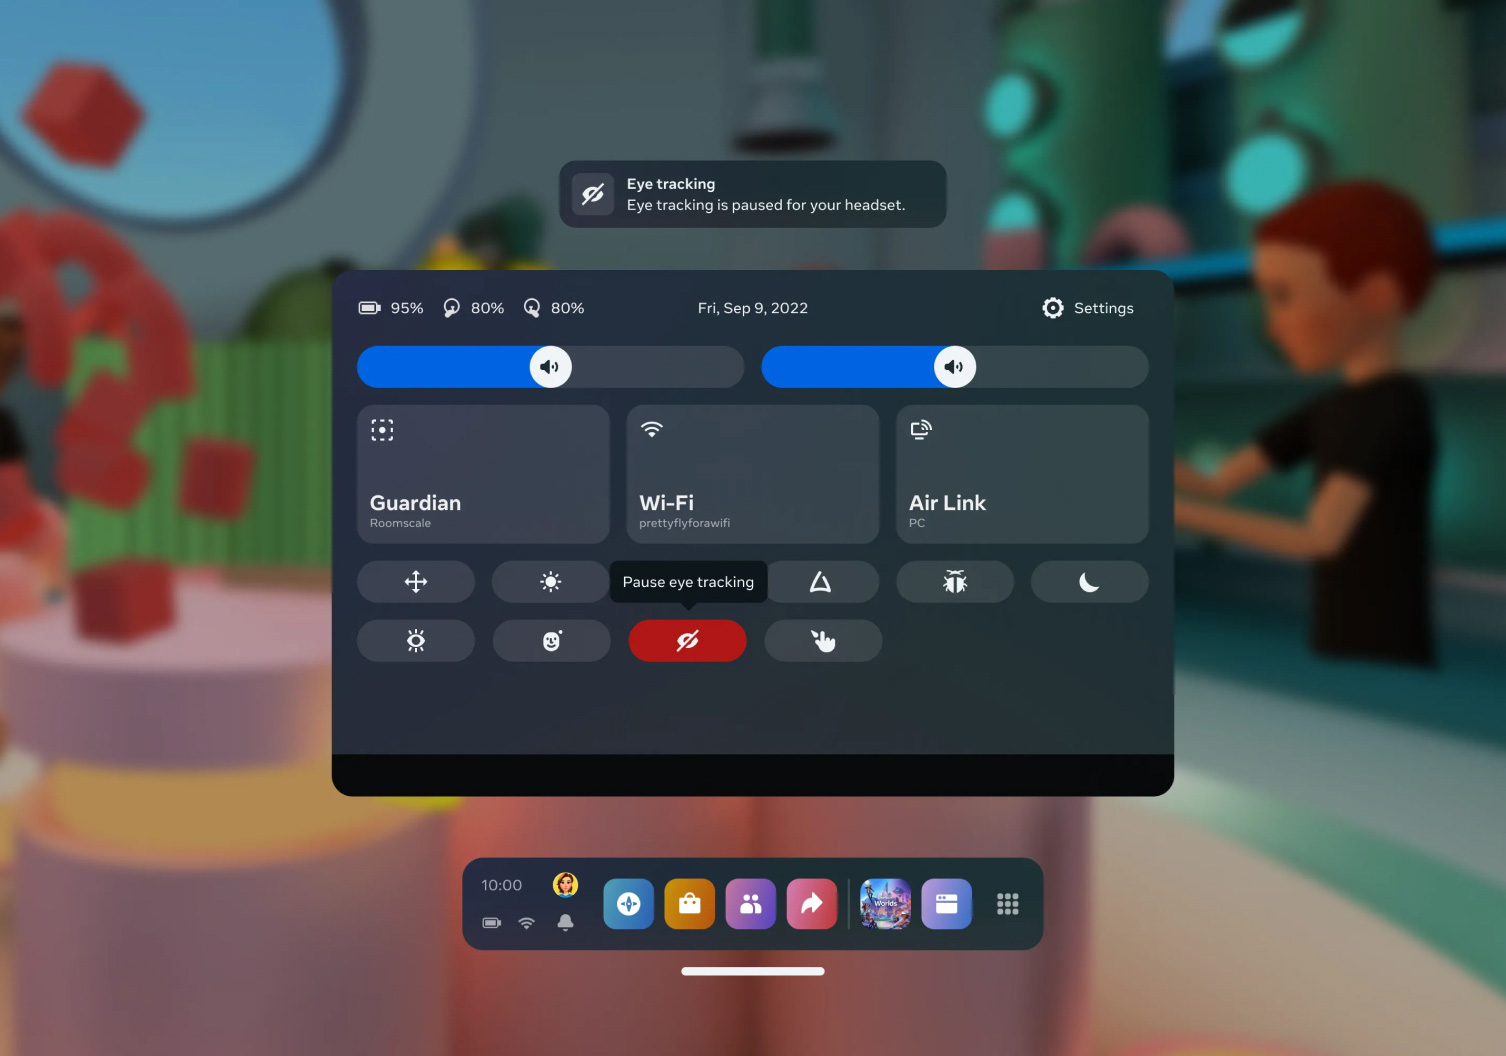 Eye tracking
Eye tracking is paused for your headset.
95% 80% 80% Fri, Sep 9, 2022 Settings
Guardian
Roomscale
Wi-Fi
prettyflyforawifi
Air Link
PC
Pause eye tracking
10:00
Worlds